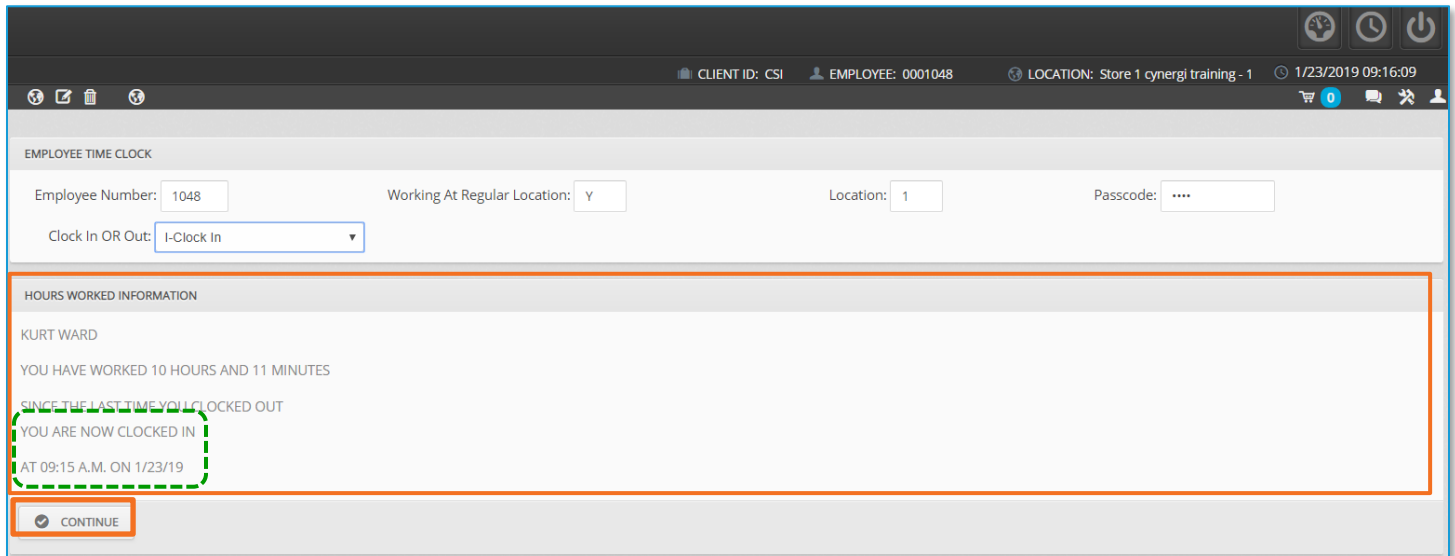 CLIENT ID: CSI EMPLOYEE: 0001048 LOCATION: Store 1 cynergi training - 1 1/23/2019 09:16:09
0
EMPLOYEE TIME CLOCK
Employee Number: 1048 Working At Regular Location: Y Location: 1 Passcode: ····
Clock In OR Out: I-Clock In
HOURS WORKED INFORMATION
KURT WARD
YOU HAVE WORKED 10 HOURS AND 11 MINUTES
SINCE THE LAST TIME YOU CLOCKED OUT
YOU ARE NOW CLOCKED IN
AT 09:15 A.M. ON 1/23/19
CONTINUE